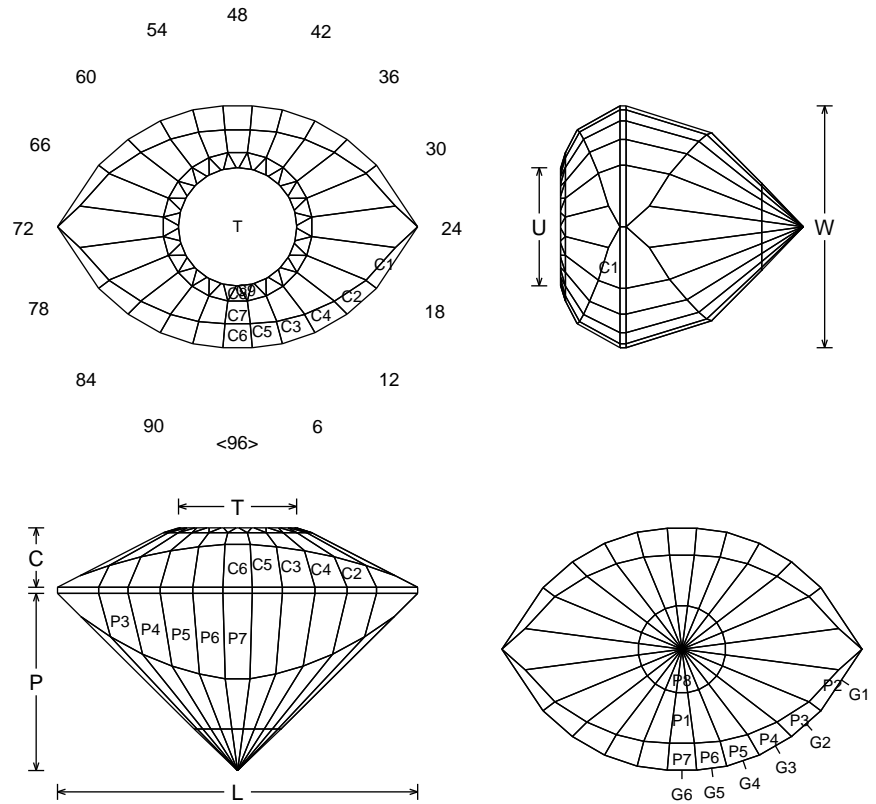 48
54 42
60 36
66 30
72 T 24
78 18
84 12
90 6
<96>
C1
C2
C4
C3
C5
C7
C6
U W
C1
T
C
C6 C5 C3 C4 C2
P3 P4 P5 P6 P7
P
L
P8
P1
P2
P3
P4
P5
P6
P7
G1
G2
G3
G4
G5
G6